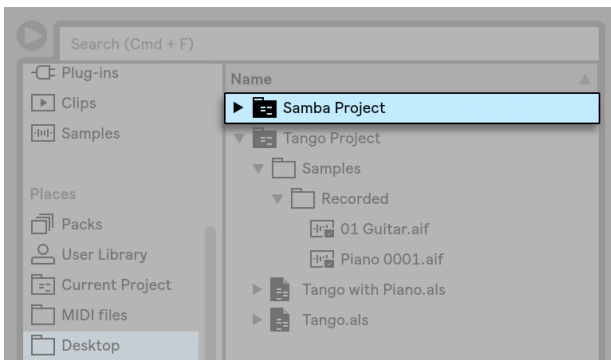 Search (Cmd + F)
Plug-ins
Clips
Samples
Places
Packs
User Library
Current Project
MIDI files
Desktop
Name
Samba Project
Tango Project
Samples
Recorded
01 Guitar.aif
Piano 0001.aif
Tango with Piano.als
Tango.als